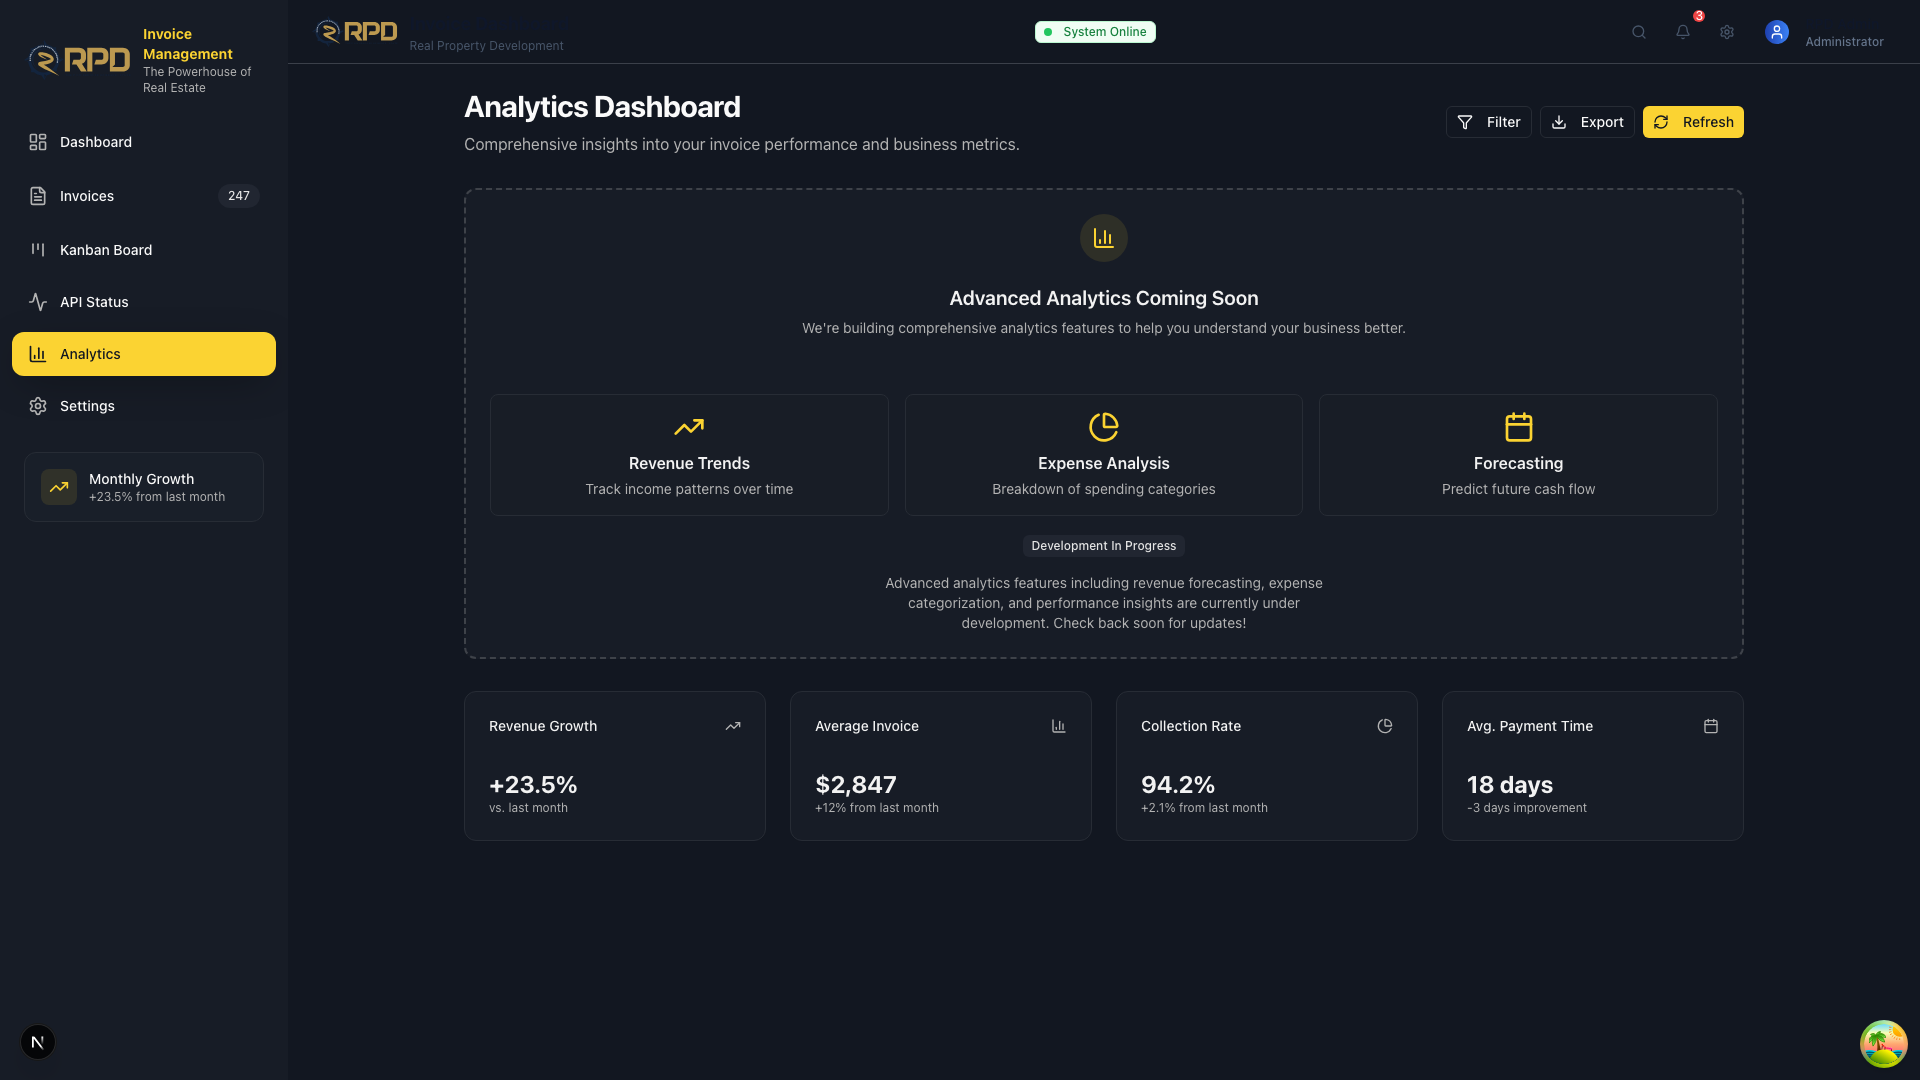 RPD
Invoice
Management
The Powerhouse of
Real Estate
Dashboard
Invoices 247
Kanban Board
API Status
Analytics
Settings
Monthly Growth
+23.5% from last month
N
RPD
Real Property Development
System Online
3
Administrator
Analytics Dashboard
Comprehensive insights into your invoice performance and business metrics.
Filter
Export
Refresh
Advanced Analytics Coming Soon
We're building comprehensive analytics features to help you understand your business better.
Revenue Trends
Track income patterns over time
Expense Analysis
Breakdown of spending categories
Forecasting
Predict future cash flow
Development In Progress
Advanced analytics features including revenue forecasting, expense
categorization, and performance insights are currently under
development. Check back soon for updates!
Revenue Growth
+23.5%
vs. last month
Average Invoice
$2,847
+12% from last month
Collection Rate
94.2%
+2.1% from last month
Avg. Payment Time
18 days
-3 days improvement